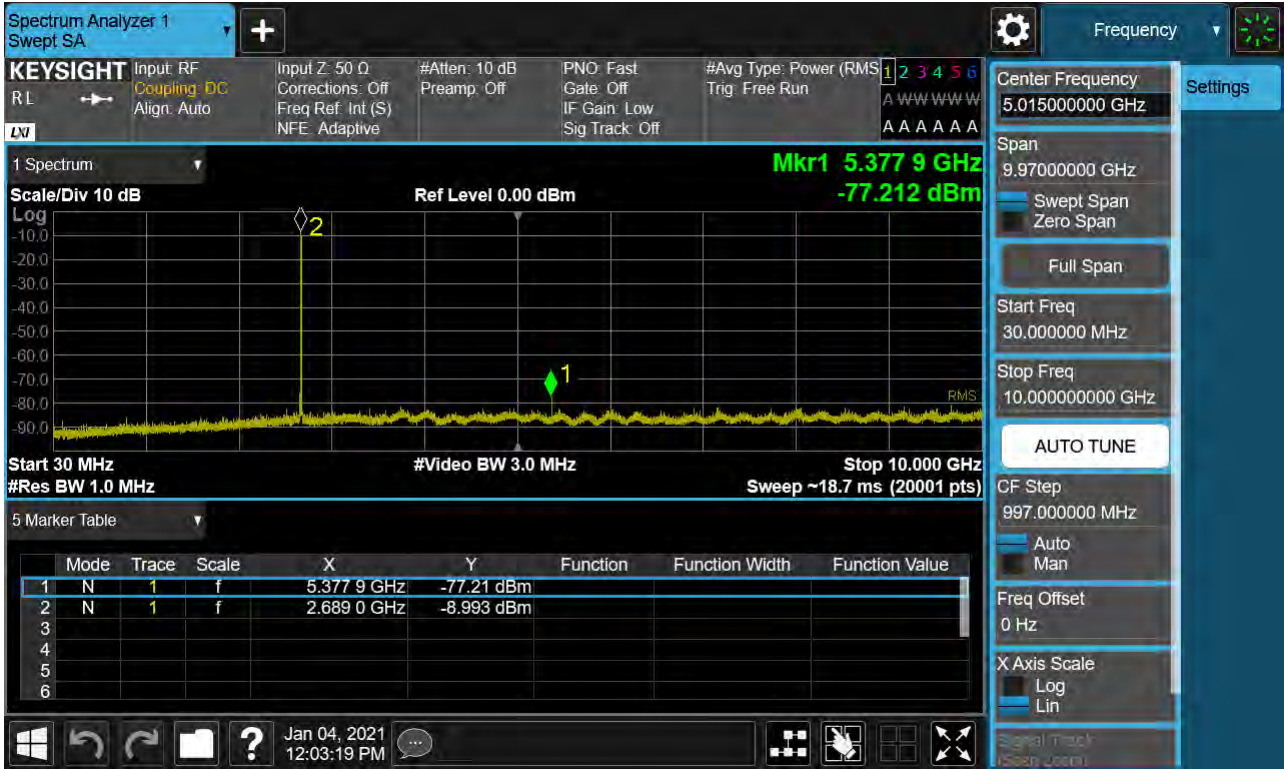 Spectrum Analyzer 1
Swept SA
Frequency
KEYSIGHT
RL
LXI
Input: RF
Coupling: DC
Align: Auto
Input Z: 50 Ω
Corrections: Off
Freq Ref: Int (S)
NFE: Adaptive
#Atten: 10 dB
Preamp: Off
PNO: Fast
Gate: Off
IF Gain: Low
Sig Track: Off
#Avg Type: Power (RMS
Trig: Free Run
1 2 3 4 5 6
A W W W W W
A A A A A A
Center Frequency
5.015000000 GHz
Settings
Span
9.97000000 GHz
Swept Span
Zero Span
Full Span
Start Freq
30.000000 MHz
Stop Freq
10.000000000 GHz
AUTO TUNE
CF Step
997.000000 MHz
Auto
Man
Freq Offset
0 Hz
X Axis Scale
Log
Lin
Signal Track
(Span Zoom)
1 Spectrum
Mkr1 5.377 9 GHz
-77.212 dBm
Scale/Div 10 dB
Ref Level 0.00 dBm
Log
-10.0
-20.0
-30.0
-40.0
-50.0
-60.0
-70.0
-80.0
-90.0
2
1
RMS
Start 30 MHz
#Video BW 3.0 MHz
Stop 10.000 GHz
#Res BW 1.0 MHz
Sweep ~18.7 ms (20001 pts)
5 Marker Table
Mode Trace Scale X Y Function Function Width Function Value
1 N 1 f 5.377 9 GHz -77.21 dBm
2 N 1 f 2.689 0 GHz -8.993 dBm
3
4
5
6
?
Jan 04, 2021
12:03:19 PM